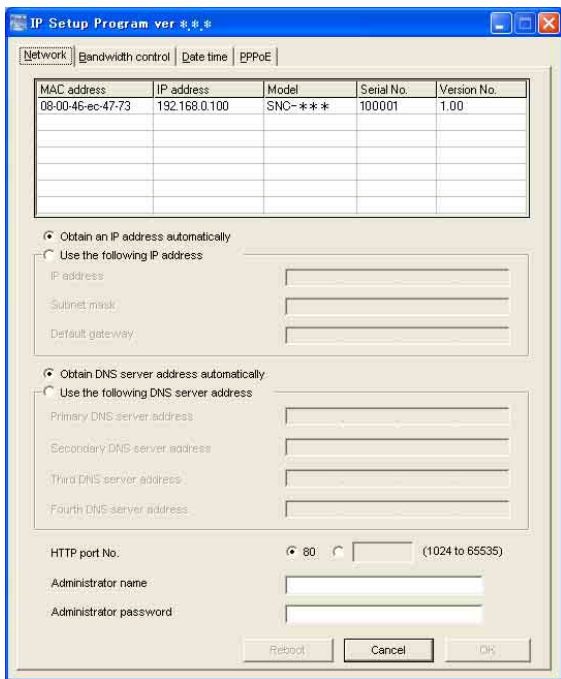 IP Setup Program ver *.*.*
Network Bandwidth control Date time PPPoE
MAC address IP address Model Serial No. Version No.
08-00-46-ec-47-73 192.168.0.100 SNC-*** 100001 1.00
Obtain an IP address automatically
Use the following IP address
IP address
Subnet mask
Default gateway
Obtain DNS server address automatically
Use the following DNS server address
Primary DNS server address
Secondary DNS server address
Third DNS server address
Fourth DNS server address
HTTP port No. 80 (1024 to 65535)
Administrator name
Administrator password
Reboot Cancel OK